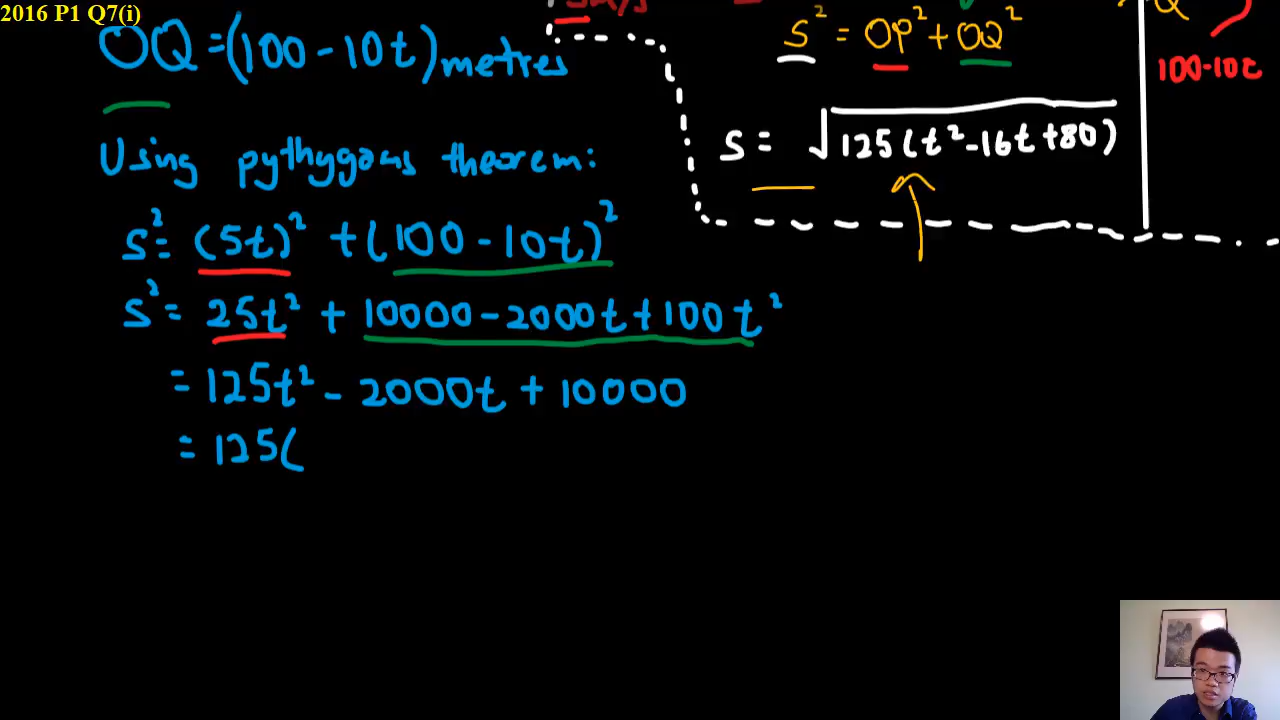 2016 P1 Q7(i)
OQ = (100 - 10t) metres
Using pythygoras theorem:
S² = (5t)² + (100 - 10t)²
S² = 25t² + 10000 - 2000t + 100t²
= 125t² - 2000t + 10000
= 125(
S² = OP² + OQ²
S = √125(t² - 16t + 80)
Q
100-10t